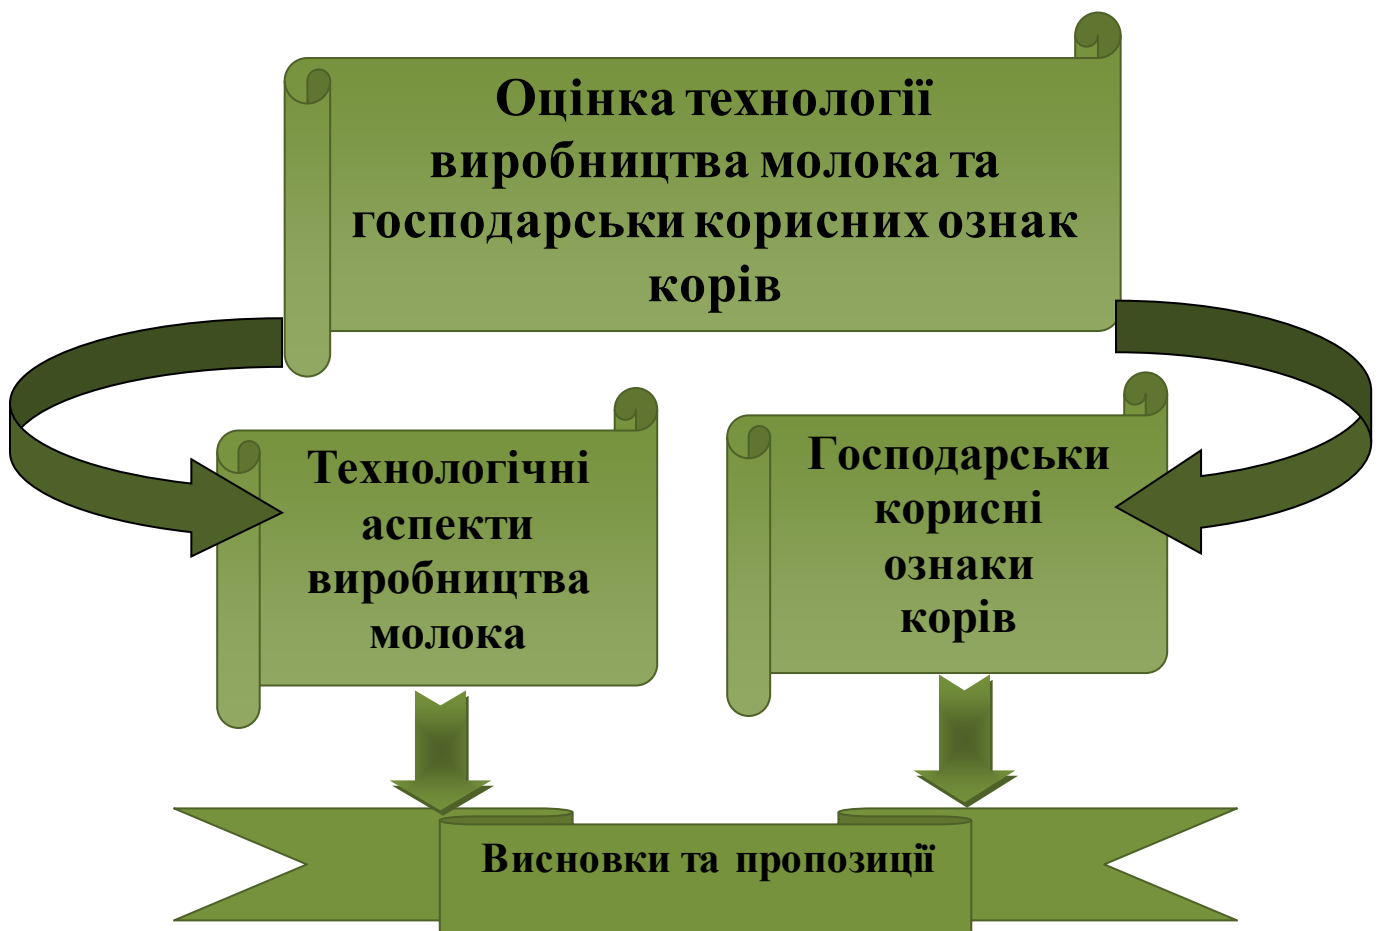 Оцінка технології
виробництва молока та
господарськи корисних ознак
корів
Технологічні
аспекти
виробництва
молока
Господарськи
корисні
ознаки
корів
Висновки та пропозиції